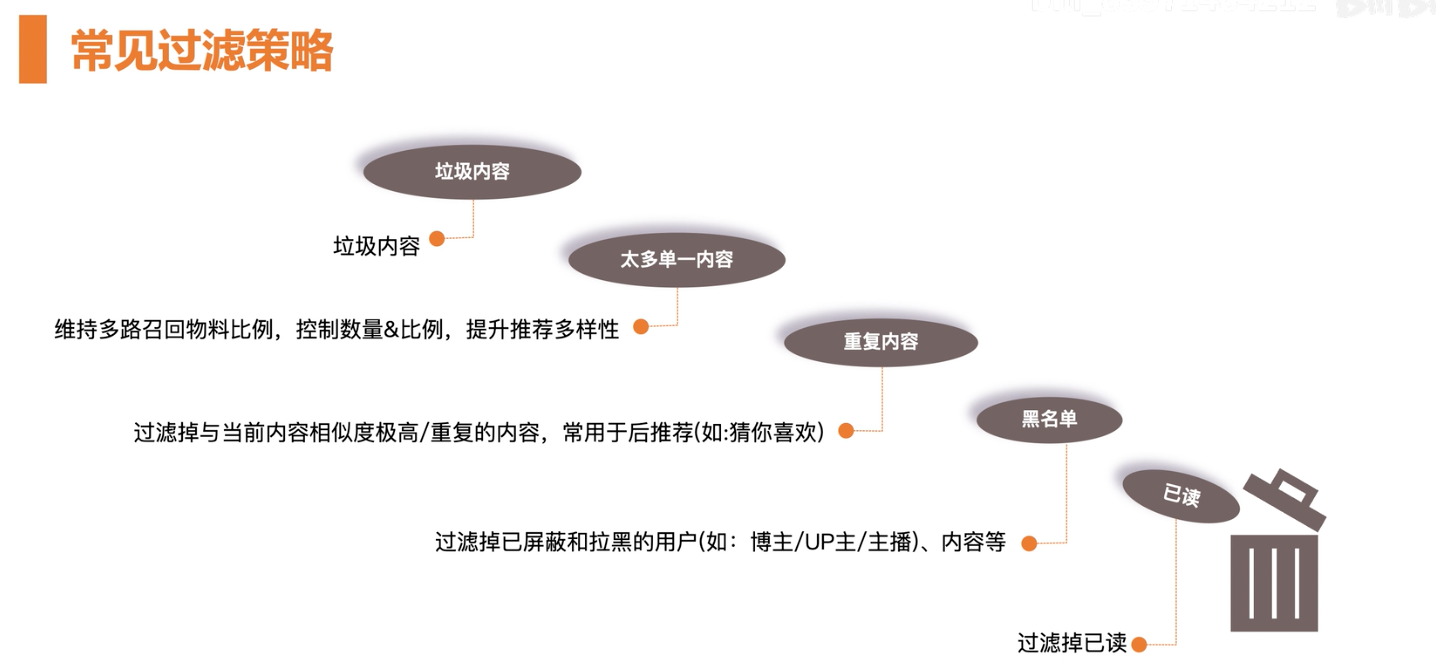 常见过滤策略
垃圾内容
垃圾内容
太多单一内容
维持多路召回物料比例，控制数量&比例，提升推荐多样性
重复内容
过滤掉与当前内容相似度极高/重复的内容，常用于后推荐(如:猜你喜欢)
黑名单
过滤掉已屏蔽和拉黑的用户(如：博主/UP主/主播)、内容等
已读
过滤掉已读